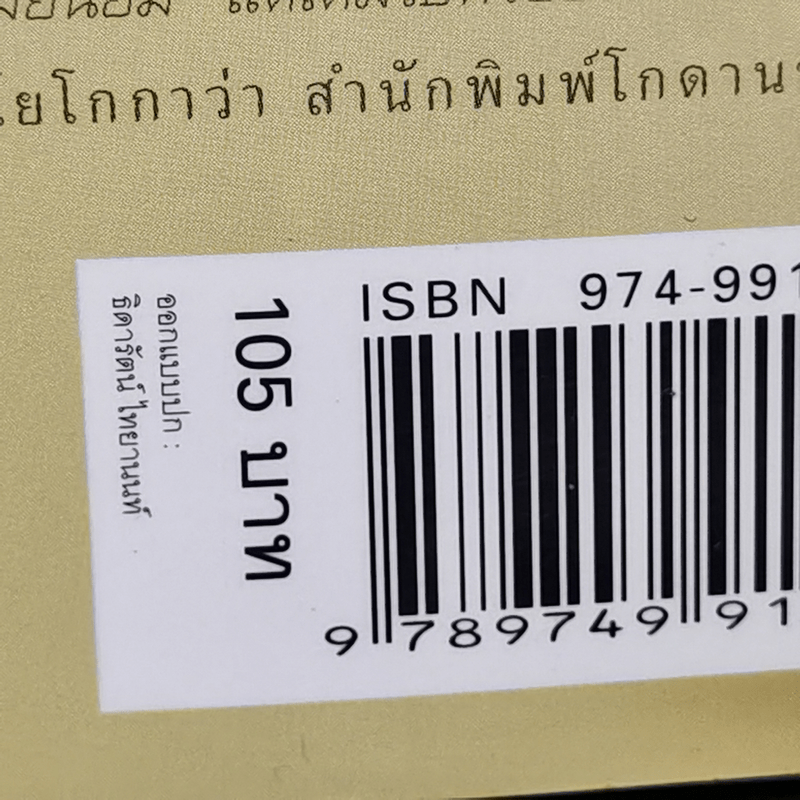 โยโกกาว่า สำนักพิมพ์โกดาน
ISBN 974-991
105 บาท
ออกแบบปก :
ธิดารัตน์ ไทยานนท์
9 789749 91